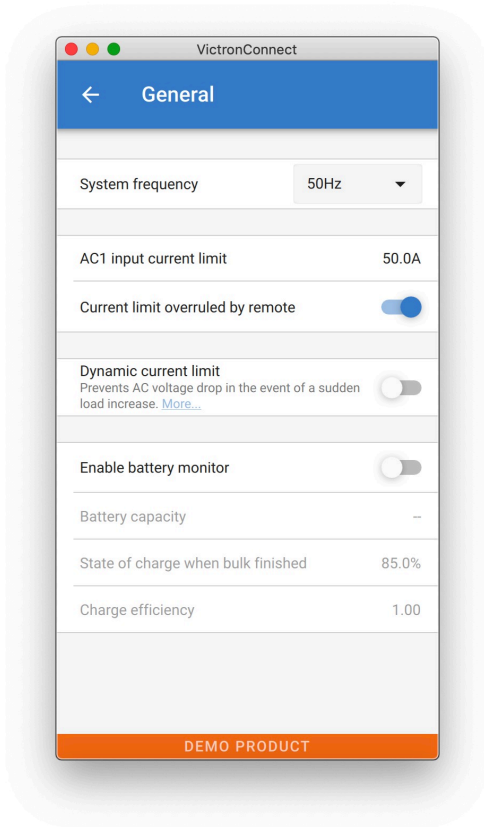 VictronConnect
General
System frequency 50Hz
AC1 input current limit 50.0A
Current limit overruled by remote
Dynamic current limit
Prevents AC voltage drop in the event of a sudden
load increase. More...
Enable battery monitor
Battery capacity --
State of charge when bulk finished 85.0%
Charge efficiency 1.00
DEMO PRODUCT